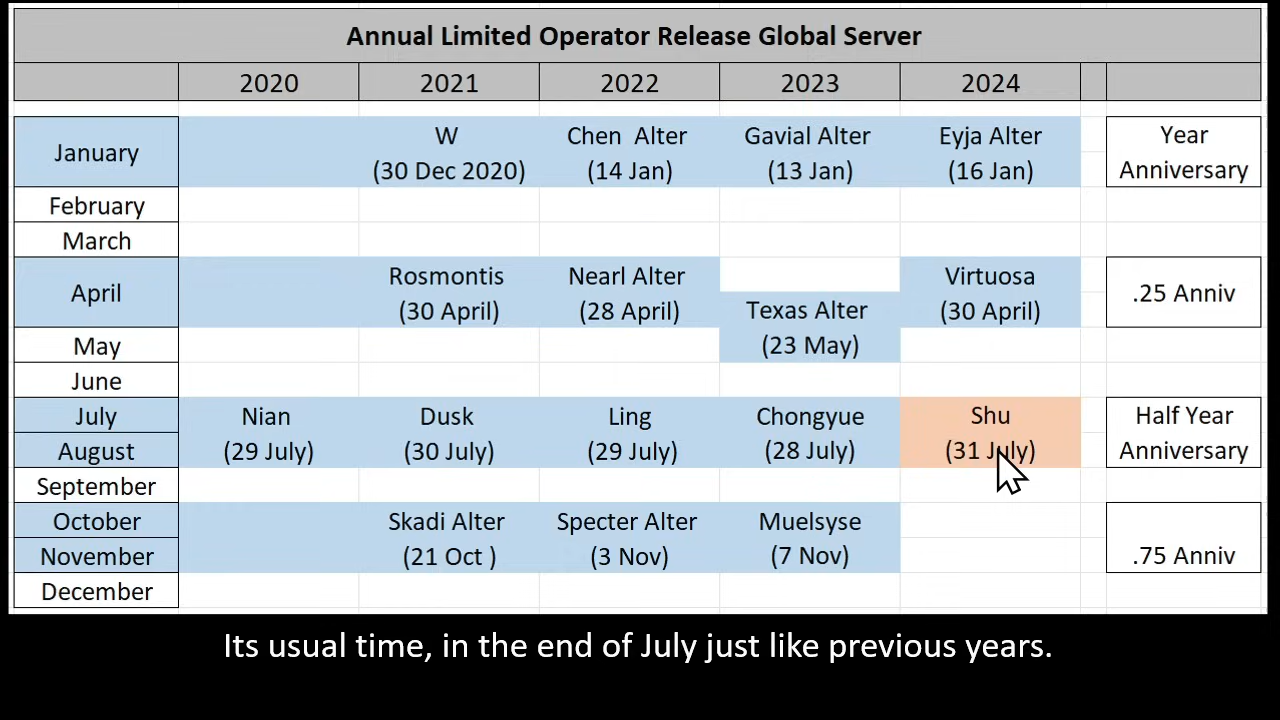 Annual Limited Operator Release Global Server
2020 2021 2022 2023 2024
January
W
(30 Dec 2020)
Chen  Alter
(14 Jan)
Gavial Alter
(13 Jan)
Eyja Alter
(16 Jan)
Year
Anniversary
February
March
April
Rosmontis
(30 April)
Nearl Alter
(28 April)
Texas Alter
(23 May)
Virtuosa
(30 April)
.25 Anniv
May
June
July
August
Nian
(29 July)
Dusk
(30 July)
Ling
(29 July)
Chongyue
(28 July)
Shu
(31 July)
Half Year
Anniversary
September
October
November
Skadi Alter
(21 Oct )
Specter Alter
(3 Nov)
Muelsyse
(7 Nov)
.75 Anniv
December
Its usual time, in the end of July just like previous years.